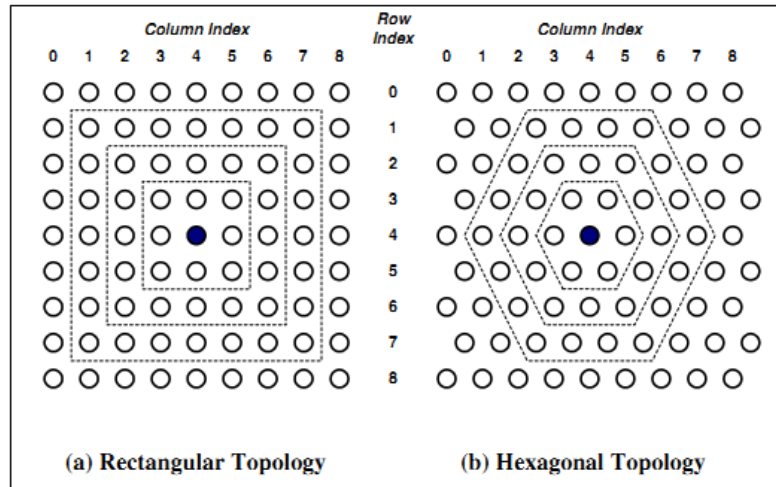 Column Index
Row
Index
Column Index
0 1 2 3 4 5 6 7 8
0 1 2 3 4 5 6 7 8
0
1
2
3
4
5
6
7
8
(a) Rectangular Topology
(b) Hexagonal Topology